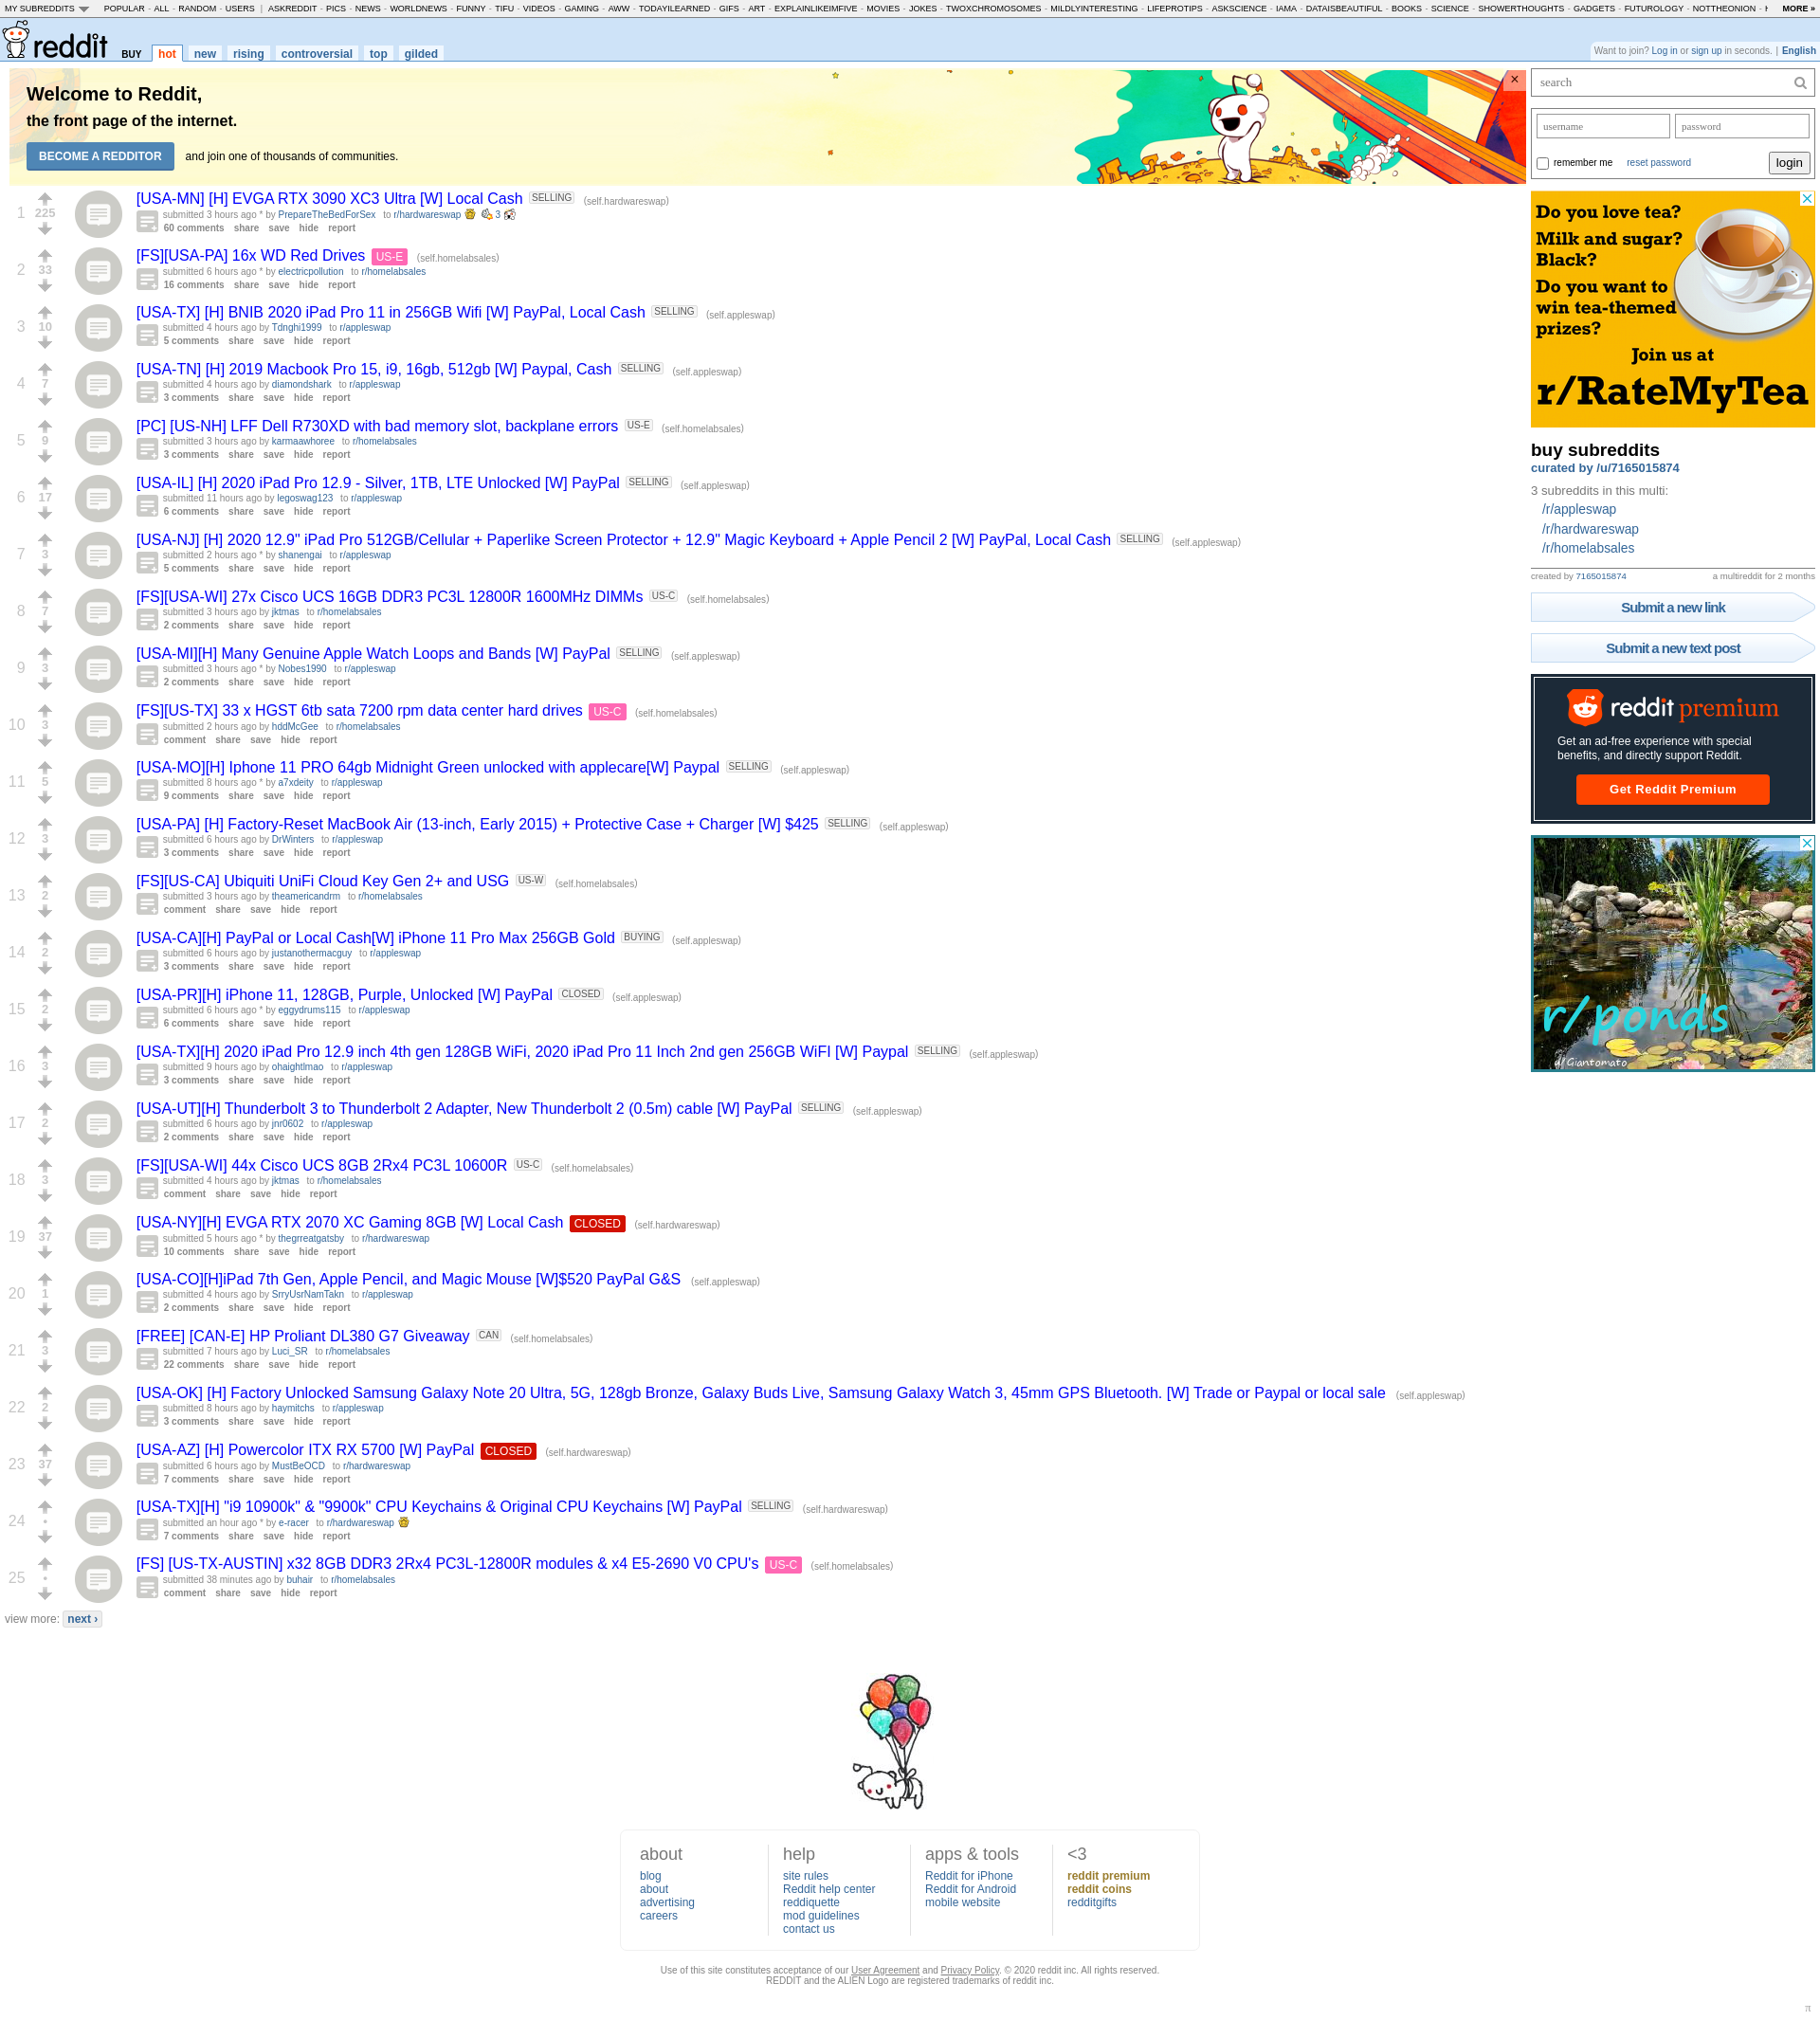 MY SUBREDDITS POPULAR - ALL - RANDOM - USERS | ASKREDDIT - PICS - NEWS - WORLDNEWS - FUNNY - TIFU - VIDEOS - GAMING - AWW - TODAYILEARNED - GIFS - ART - EXPLAINLIKEIMFIVE - MOVIES - JOKES - TWOXCHROMOSOMES - MILDLYINTERESTING - LIFEPROTIPS - ASKSCIENCE - IAMA - DATAISBEAUTIFUL - BOOKS - SCIENCE - SHOWERTHOUGHTS - GADGETS - FUTUROLOGY - NOTTHEONION - MORE »
reddit BUY hot new rising controversial top gilded
Want to join? Log in or sign up in seconds. | English
Welcome to Reddit,
the front page of the internet.
BECOME A REDDITOR and join one of thousands of communities.
×
1 225 [USA-MN] [H] EVGA RTX 3090 XC3 Ultra [W] Local Cash SELLING (self.hardwareswap)
submitted 3 hours ago * by PrepareTheBedForSex to r/hardwareswap 3
60 comments share save hide report
2 33 [FS][USA-PA] 16x WD Red Drives US-E (self.homelabsales)
submitted 6 hours ago * by electricpollution to r/homelabsales
16 comments share save hide report
3 10 [USA-TX] [H] BNIB 2020 iPad Pro 11 in 256GB Wifi [W] PayPal, Local Cash SELLING (self.appleswap)
submitted 4 hours ago by Tdnghi1999 to r/appleswap
5 comments share save hide report
4 7 [USA-TN] [H] 2019 Macbook Pro 15, i9, 16gb, 512gb [W] Paypal, Cash SELLING (self.appleswap)
submitted 4 hours ago by diamondshark to r/appleswap
3 comments share save hide report
5 9 [PC] [US-NH] LFF Dell R730XD with bad memory slot, backplane errors US-E (self.homelabsales)
submitted 3 hours ago by karmaawhoree to r/homelabsales
3 comments share save hide report
6 17 [USA-IL] [H] 2020 iPad Pro 12.9 - Silver, 1TB, LTE Unlocked [W] PayPal SELLING (self.appleswap)
submitted 11 hours ago by legoswag123 to r/appleswap
6 comments share save hide report
7 3 [USA-NJ] [H] 2020 12.9" iPad Pro 512GB/Cellular + Paperlike Screen Protector + 12.9" Magic Keyboard + Apple Pencil 2 [W] PayPal, Local Cash SELLING (self.appleswap)
submitted 2 hours ago * by shanengai to r/appleswap
5 comments share save hide report
8 7 [FS][USA-WI] 27x Cisco UCS 16GB DDR3 PC3L 12800R 1600MHz DIMMs US-C (self.homelabsales)
submitted 3 hours ago by jktmas to r/homelabsales
2 comments share save hide report
9 3 [USA-MI][H] Many Genuine Apple Watch Loops and Bands [W] PayPal SELLING (self.appleswap)
submitted 3 hours ago * by Nobes1990 to r/appleswap
2 comments share save hide report
10 3 [FS][US-TX] 33 x HGST 6tb sata 7200 rpm data center hard drives US-C (self.homelabsales)
submitted 2 hours ago by hddMcGee to r/homelabsales
comment share save hide report
11 5 [USA-MO][H] Iphone 11 PRO 64gb Midnight Green unlocked with applecare[W] Paypal SELLING (self.appleswap)
submitted 8 hours ago * by a7xdeity to r/appleswap
9 comments share save hide report
12 3 [USA-PA] [H] Factory-Reset MacBook Air (13-inch, Early 2015) + Protective Case + Charger [W] $425 SELLING (self.appleswap)
submitted 6 hours ago by DrWinters to r/appleswap
3 comments share save hide report
13 2 [FS][US-CA] Ubiquiti UniFi Cloud Key Gen 2+ and USG US-W (self.homelabsales)
submitted 3 hours ago by theamericandrm to r/homelabsales
comment share save hide report
14 2 [USA-CA][H] PayPal or Local Cash[W] iPhone 11 Pro Max 256GB Gold BUYING (self.appleswap)
submitted 6 hours ago by justanothermacguy to r/appleswap
3 comments share save hide report
15 2 [USA-PR][H] iPhone 11, 128GB, Purple, Unlocked [W] PayPal CLOSED (self.appleswap)
submitted 6 hours ago * by eggydrums115 to r/appleswap
6 comments share save hide report
16 3 [USA-TX][H] 2020 iPad Pro 12.9 inch 4th gen 128GB WiFi, 2020 iPad Pro 11 Inch 2nd gen 256GB WiFI [W] Paypal SELLING (self.appleswap)
submitted 9 hours ago by ohaightlmao to r/appleswap
3 comments share save hide report
17 2 [USA-UT][H] Thunderbolt 3 to Thunderbolt 2 Adapter, New Thunderbolt 2 (0.5m) cable [W] PayPal SELLING (self.appleswap)
submitted 6 hours ago by jnr0602 to r/appleswap
2 comments share save hide report
18 3 [FS][USA-WI] 44x Cisco UCS 8GB 2Rx4 PC3L 10600R US-C (self.homelabsales)
submitted 4 hours ago by jktmas to r/homelabsales
comment share save hide report
19 37 [USA-NY][H] EVGA RTX 2070 XC Gaming 8GB [W] Local Cash CLOSED (self.hardwareswap)
submitted 5 hours ago * by thegrreatgatsby to r/hardwareswap
10 comments share save hide report
20 1 [USA-CO][H]iPad 7th Gen, Apple Pencil, and Magic Mouse [W]$520 PayPal G&S (self.appleswap)
submitted 4 hours ago by SrryUsrNamTakn to r/appleswap
2 comments share save hide report
21 3 [FREE] [CAN-E] HP Proliant DL380 G7 Giveaway CAN (self.homelabsales)
submitted 7 hours ago by Luci_SR to r/homelabsales
22 comments share save hide report
22 2 [USA-OK] [H] Factory Unlocked Samsung Galaxy Note 20 Ultra, 5G, 128gb Bronze, Galaxy Buds Live, Samsung Galaxy Watch 3, 45mm GPS Bluetooth. [W] Trade or Paypal or local sale (self.appleswap)
submitted 8 hours ago by haymitchs to r/appleswap
3 comments share save hide report
23 37 [USA-AZ] [H] Powercolor ITX RX 5700 [W] PayPal CLOSED (self.hardwareswap)
submitted 6 hours ago by MustBeOCD to r/hardwareswap
7 comments share save hide report
24 • [USA-TX][H] "i9 10900k" & "9900k" CPU Keychains & Original CPU Keychains [W] PayPal SELLING (self.hardwareswap)
submitted an hour ago * by e-racer to r/hardwareswap
7 comments share save hide report
25 • [FS] [US-TX-AUSTIN] x32 8GB DDR3 2Rx4 PC3L-12800R modules & x4 E5-2690 V0 CPU's US-C (self.homelabsales)
submitted 38 minutes ago by buhair to r/homelabsales
comment share save hide report
view more: next ›
search
username password
remember me reset password login
Do you love tea?
Milk and sugar?
Black?
Do you want to
win tea-themed
prizes?
Join us at
r/RateMyTea
buy subreddits
curated by /u/7165015874
3 subreddits in this multi:
/r/appleswap
/r/hardwareswap
/r/homelabsales
created by 7165015874 a multireddit for 2 months
Submit a new link
Submit a new text post
reddit premium
Get an ad-free experience with special
benefits, and directly support Reddit.
Get Reddit Premium
r/ponds
u/Giantomato
about
blog
about
advertising
careers
help
site rules
Reddit help center
reddiquette
mod guidelines
contact us
apps & tools
Reddit for iPhone
Reddit for Android
mobile website
<3
reddit premium
reddit coins
redditgifts
Use of this site constitutes acceptance of our User Agreement and Privacy Policy. © 2020 reddit inc. All rights reserved.
REDDIT and the ALIEN Logo are registered trademarks of reddit inc.
π